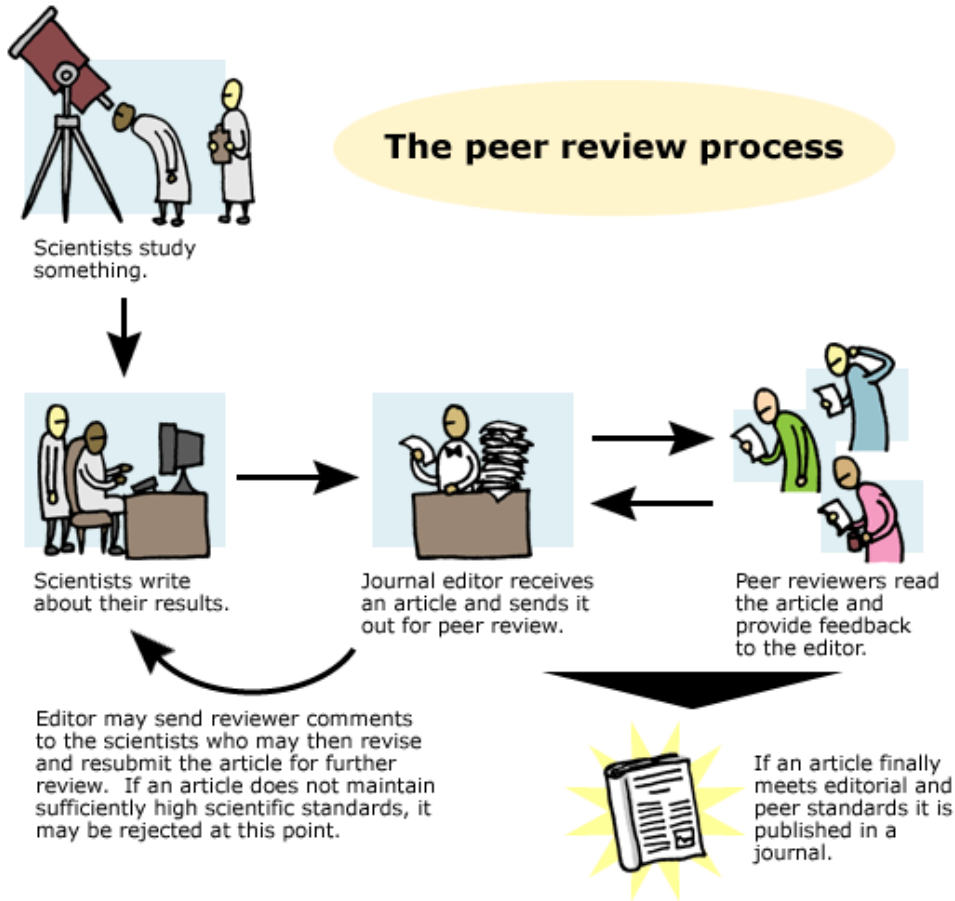 The peer review process
Scientists study
something.
Scientists write
about their results.
Journal editor receives
an article and sends it
out for peer review.
Peer reviewers read
the article and
provide feedback
to the editor.
Editor may send reviewer comments
to the scientists who may then revise
and resubmit the article for further
review.  If an article does not maintain
sufficiently high scientific standards, it
may be rejected at this point.
If an article finally
meets editorial and
peer standards it is
published in a
journal.